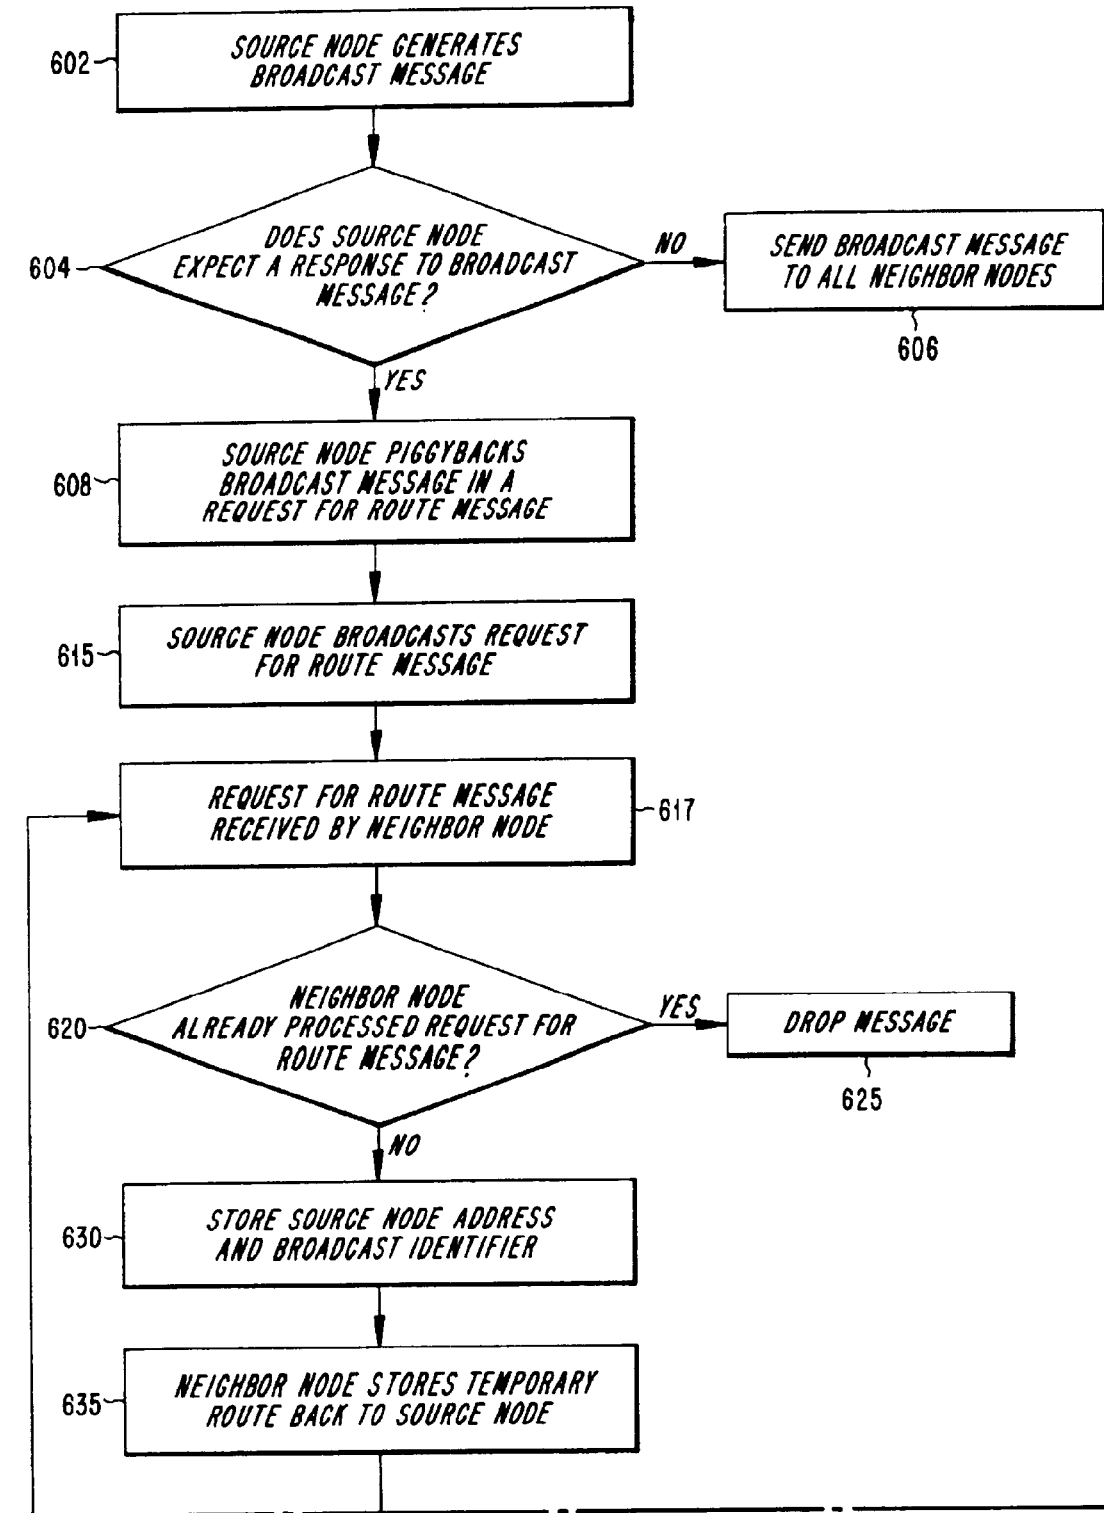 SOURCE NODE GENERATES
BROADCAST MESSAGE
602
DOES SOURCE NODE
EXPECT A RESPONSE TO BROADCAST
MESSAGE?
604
NO
SEND BROADCAST MESSAGE
TO ALL NEIGHBOR NODES
606
YES
SOURCE NODE PIGGYBACKS
BROADCAST MESSAGE IN A
REQUEST FOR ROUTE MESSAGE
608
SOURCE NODE BROADCASTS REQUEST
FOR ROUTE MESSAGE
615
REQUEST FOR ROUTE MESSAGE
RECEIVED BY NEIGHBOR NODE
617
NEIGHBOR NODE
ALREADY PROCESSED REQUEST FOR
ROUTE MESSAGE?
620
YES
DROP MESSAGE
625
NO
STORE SOURCE NODE ADDRESS
AND BROADCAST IDENTIFIER
630
NEIGHBOR NODE STORES TEMPORARY
ROUTE BACK TO SOURCE NODE
635